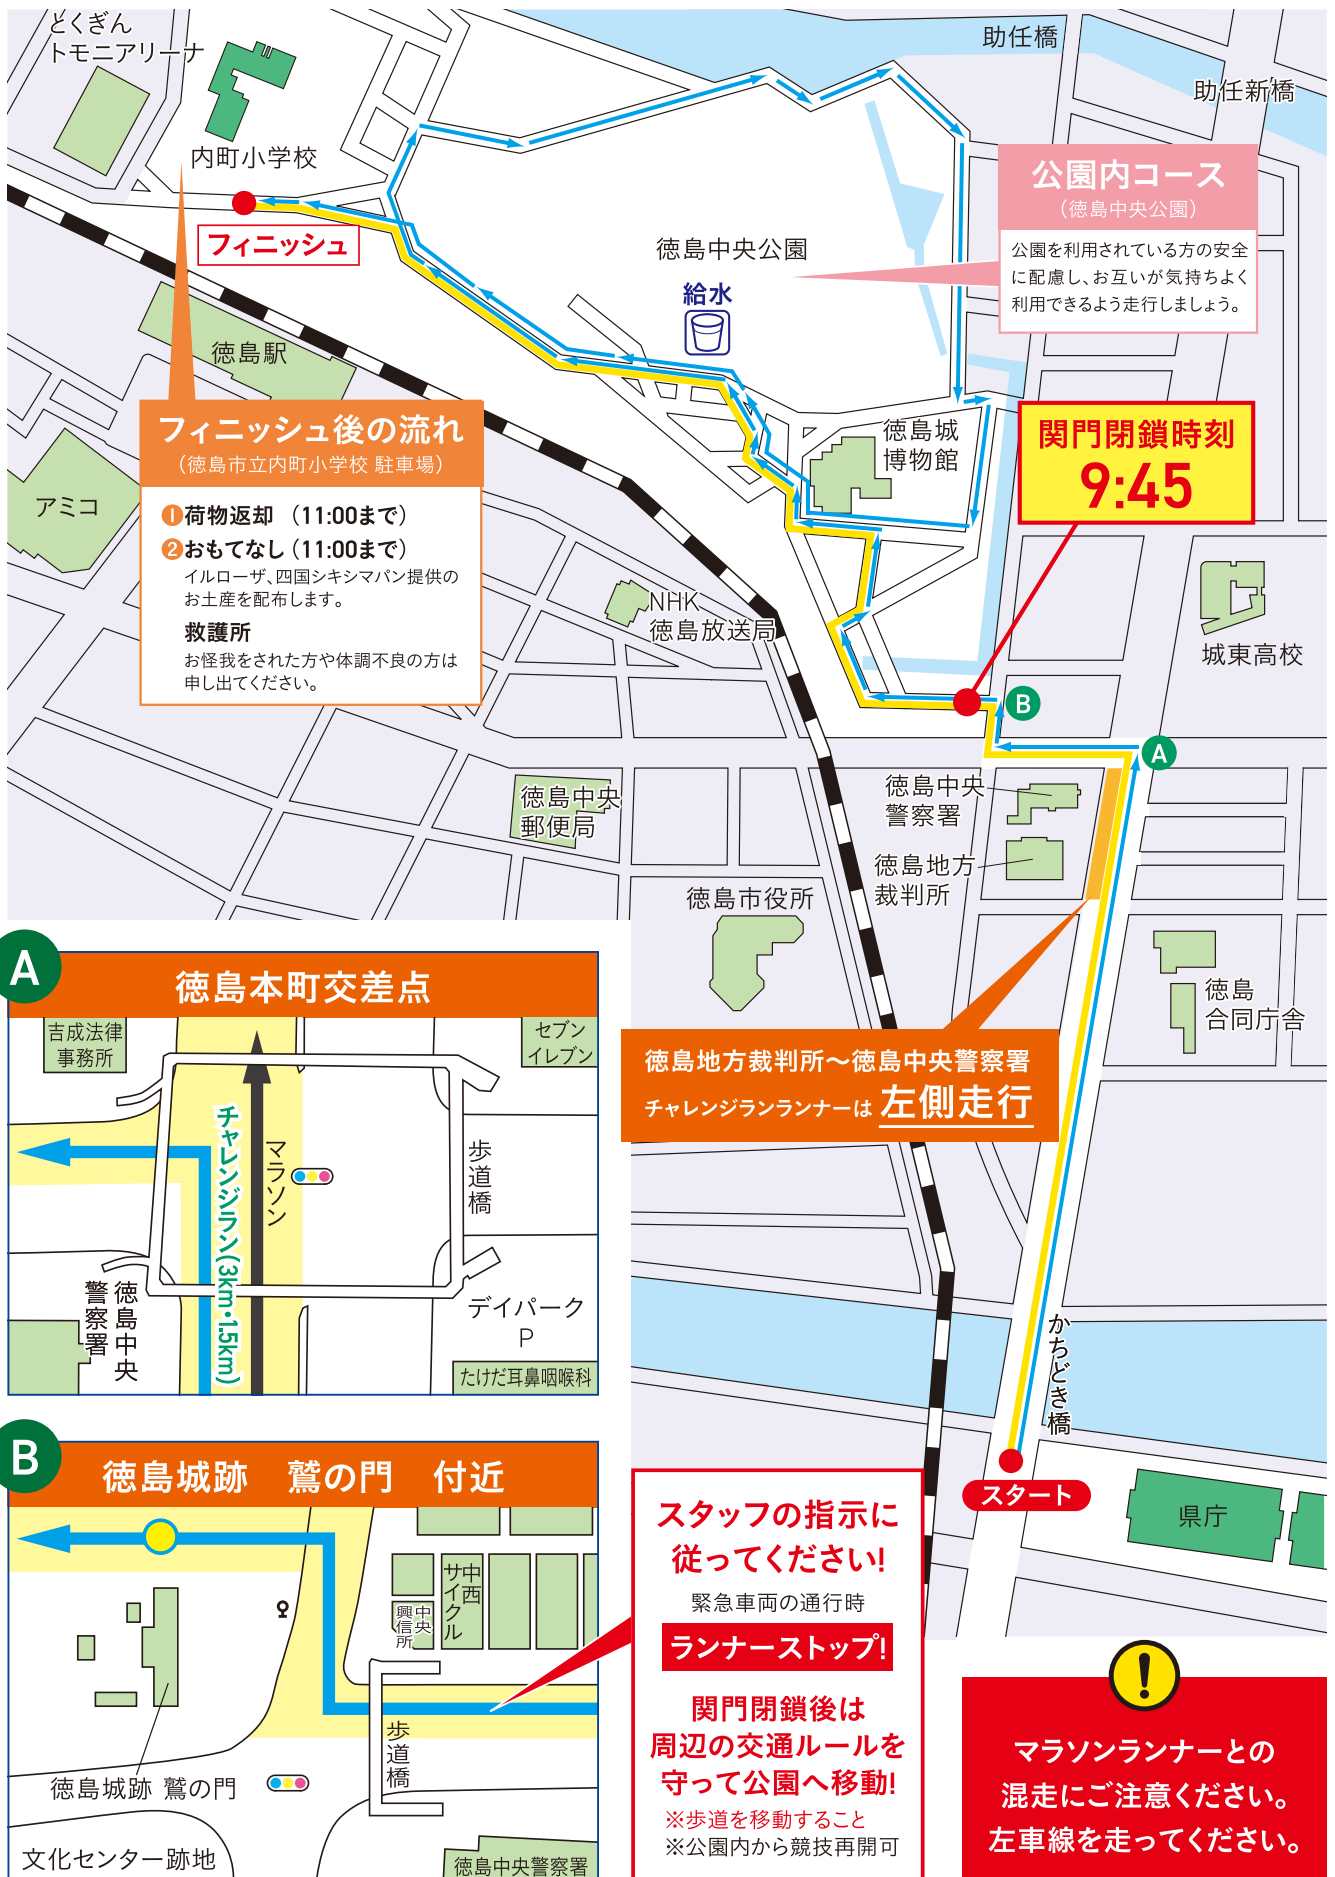 とくぎん
トモニアリーナ
内町小学校
フィニッシュ
助任橋
助任新橋
公園内コース
(徳島中央公園)
公園を利用されている方の安全
に配慮し、お互いが気持ちよく
利用できるよう走行しましょう。
徳島中央公園
給水
徳島駅
フィニッシュ後の流れ
(徳島市立内町小学校 駐車場)
❶荷物返却 (11:00まで)
❷おもてなし(11:00まで)
イルローザ、四国シキシマパン提供の
お土産を配布します。
救護所
お怪我をされた方や体調不良の方は
申し出てください。
アミコ
徳島城
博物館
関門閉鎖時刻
9:45
NHK
徳島放送局
城東高校
B
A
徳島中央
郵便局
徳島中央
警察署
徳島地方
裁判所
徳島市役所
徳島
合同庁舎
徳島地方裁判所〜徳島中央警察署
チャレンジランランナーは 左側走行
かちどき橋
スタート
県庁
A
徳島本町交差点
吉成法律
事務所
セブン
イレブン
チャレンジラン(3km・1.5km)
マラソン
歩道橋
徳島中央
警察署
デイパーク
P
たけだ耳鼻咽喉科
B
徳島城跡 鷲の門 付近
中西
サイクル
中央
興信所
歩道橋
徳島城跡 鷲の門
文化センター跡地
徳島中央警察署
スタッフの指示に
従ってください!
緊急車両の通行時
ランナーストップ!
関門閉鎖後は
周辺の交通ルールを
守って公園へ移動!
※歩道を移動すること
※公園内から競技再開可
!
マラソンランナーとの
混走にご注意ください。
左車線を走ってください。